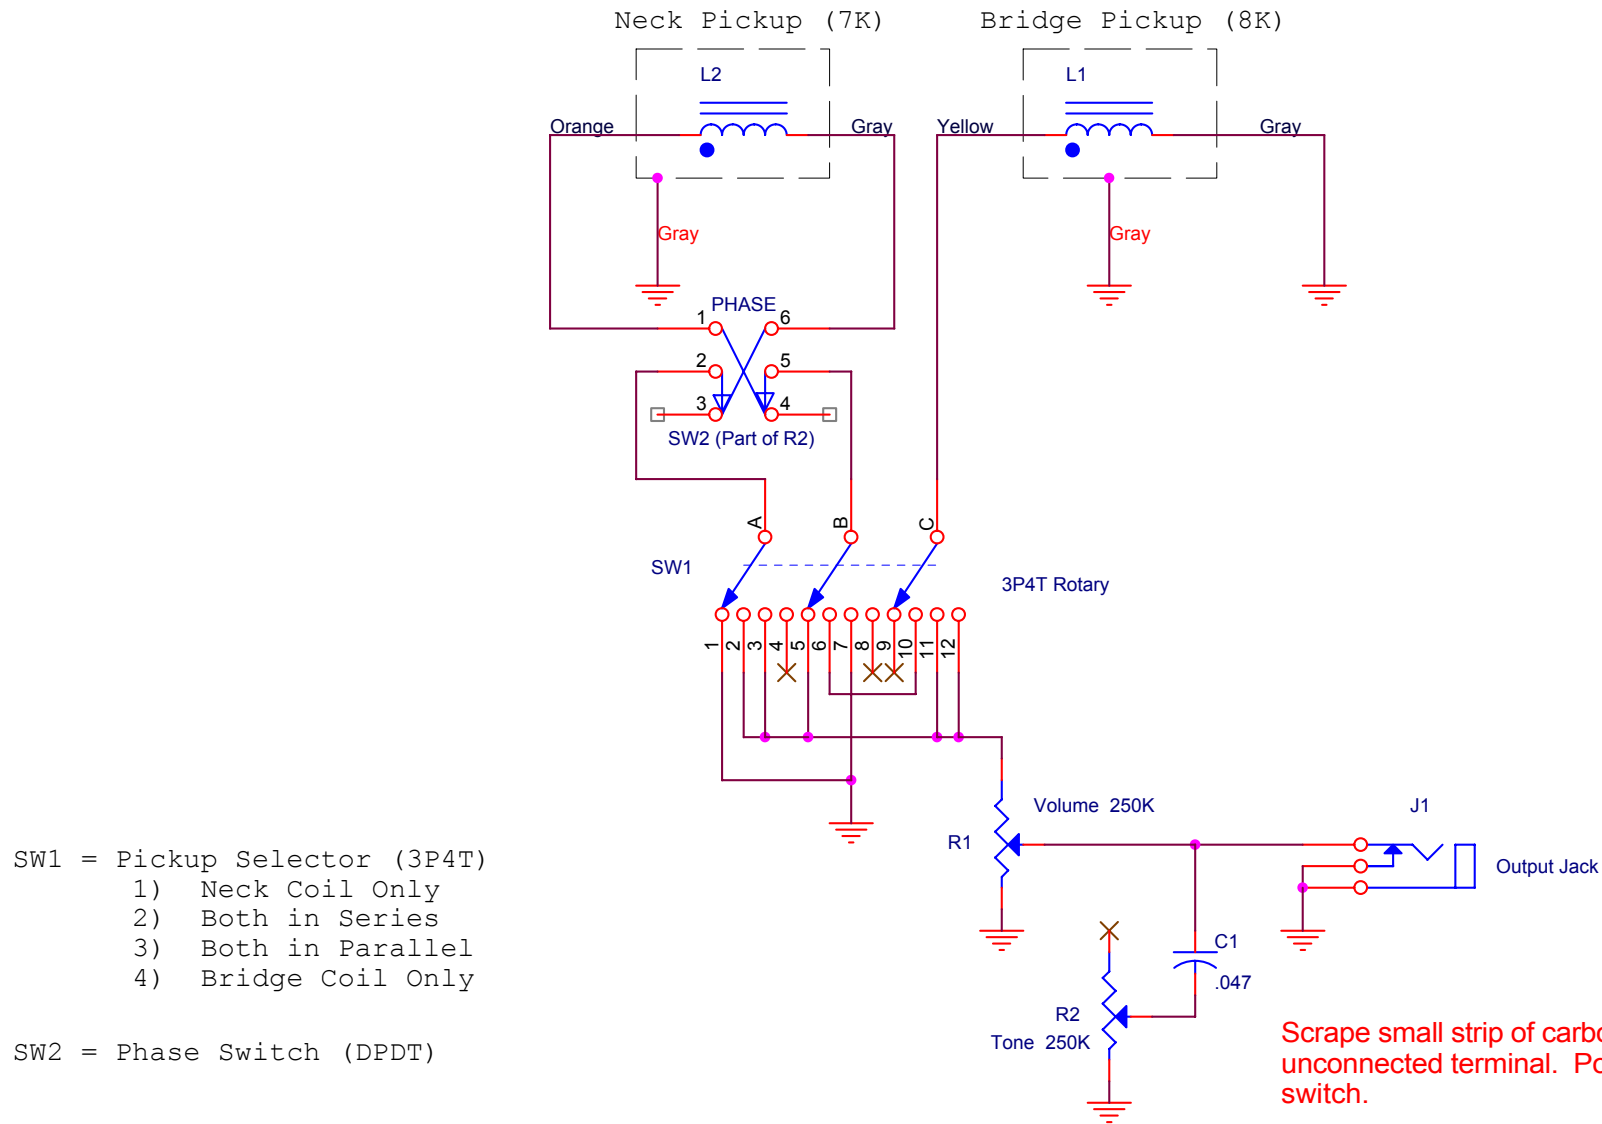 Neck Pickup (7K)
Bridge Pickup (8K)
L2
L1
Orange
Gray
Yellow
Gray
Gray
Gray
PHASE
1
6
2
5
3
4
SW2 (Part of R2)
A
B
C
SW1
3P4T Rotary
1
2
3
4
5
6
7
8
9
10
11
12
Volume 250K
J1
R1
Output Jack
SW1 = Pickup Selector (3P4T)
1) Neck Coil Only
2) Both in Series
3) Both in Parallel
4) Bridge Coil Only
C1
.047
R2
Tone 250K
SW2 = Phase Switch (DPDT)
Scrape small strip of
unconnected terminal.
switch.